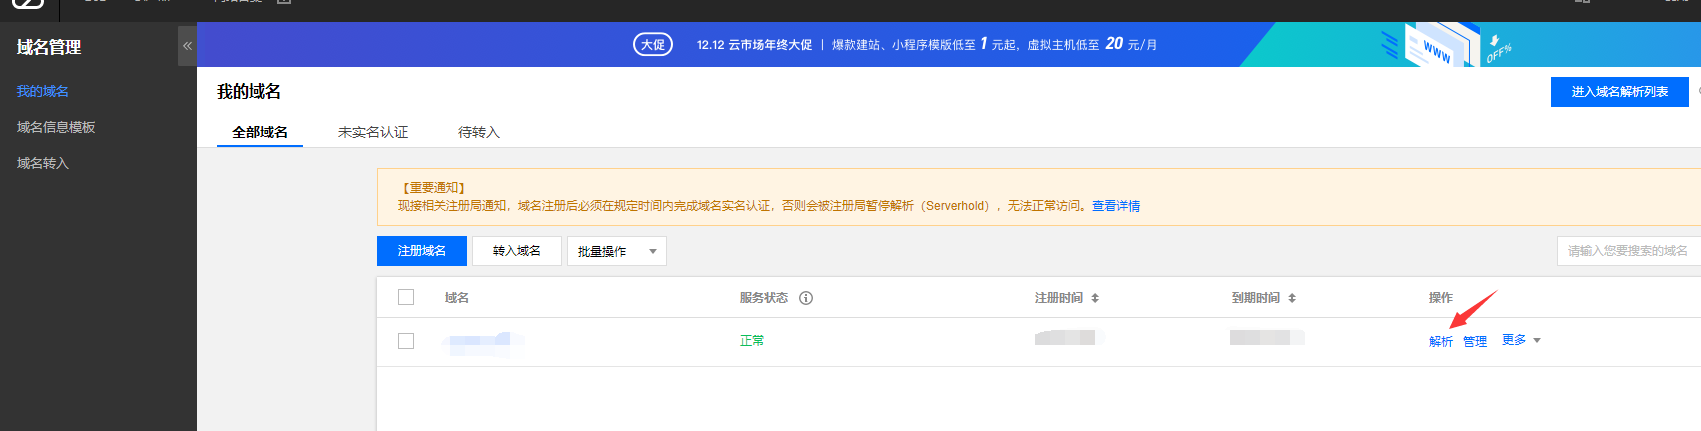 域名管理
«
我的域名
域名信息模板
域名转入
大促 12.12 云市场年终大促 | 爆款建站、小程序模版低至 1 元起，虚拟主机低至 20 元/月
WWW
OFF%
我的域名
进入域名解析列表
全部域名 未实名认证 待转入
【重要通知】
现接相关注册局通知，域名注册后必须在规定时间内完成域名实名认证，否则会被注册局暂停解析（Serverhold），无法正常访问。查看详情
注册域名 转入域名 批量操作 请输入您要搜索的域名
域名 服务状态 注册时间 到期时间 操作
正常 解析 管理 更多